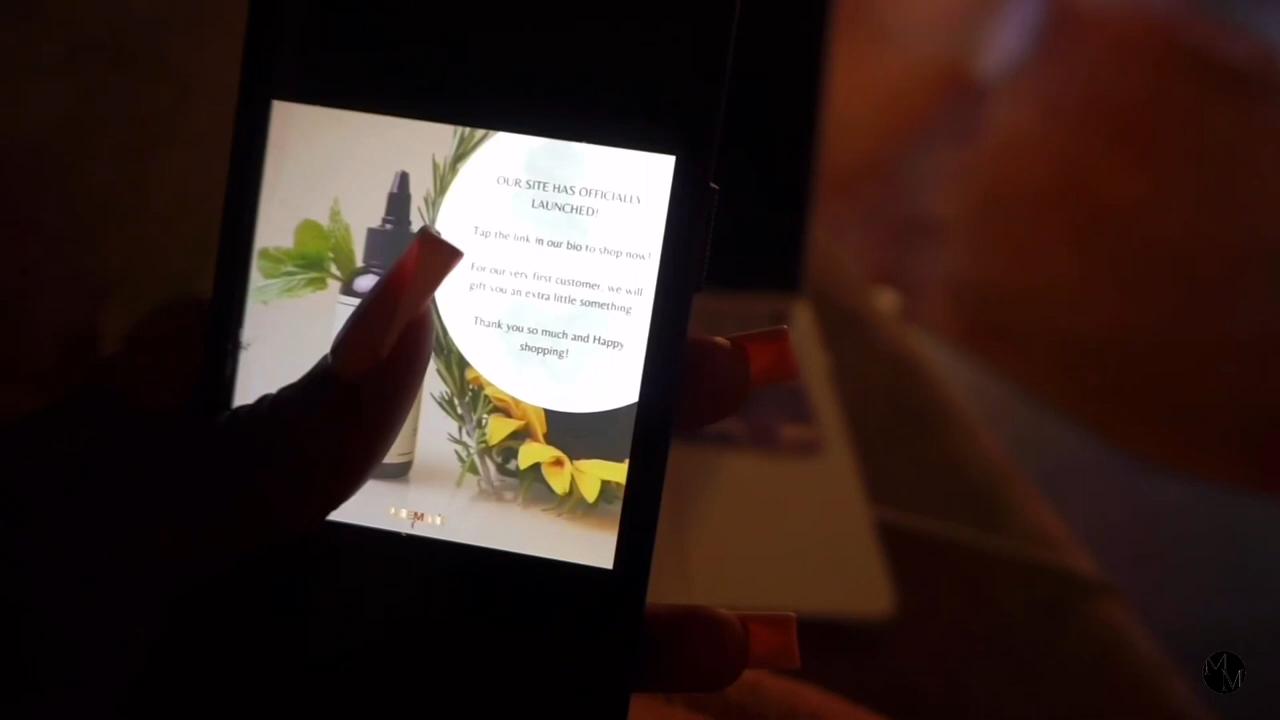 OUR SITE HAS OFFICIALLY
LAUNCHED!
Tap the link in our bio to shop now!
For our very first customer, we will
gift you an extra little something
Thank you so much and Happy
shopping!
MM